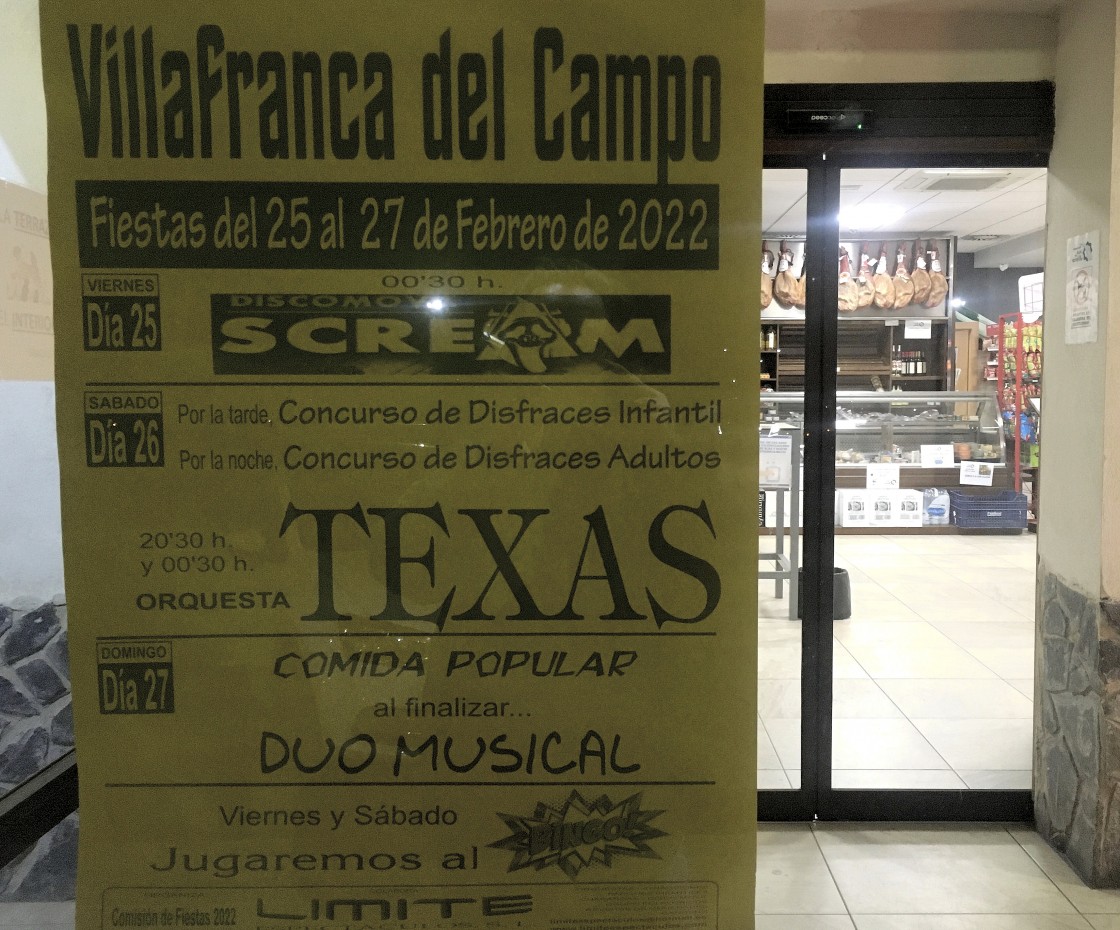 Villafranca del Campo
Fiestas del 25 al 27 de Febrero de 2022
VIERNES
Día 25
00'30 h.
DISCOMOV
SCREAM
SABADO
Día 26
Por la tarde, Concurso de Disfraces Infantil
Por la noche, Concurso de Disfraces Adultos
20'30 h.
y 00'30 h.
ORQUESTA TEXAS
DOMINGO
Día 27
COMIDA POPULAR
al finalizar...
DUO MUSICAL
Viernes y Sábado
Jugaremos al BINGO!
Comisión de Fiestas 2022
LIMITE